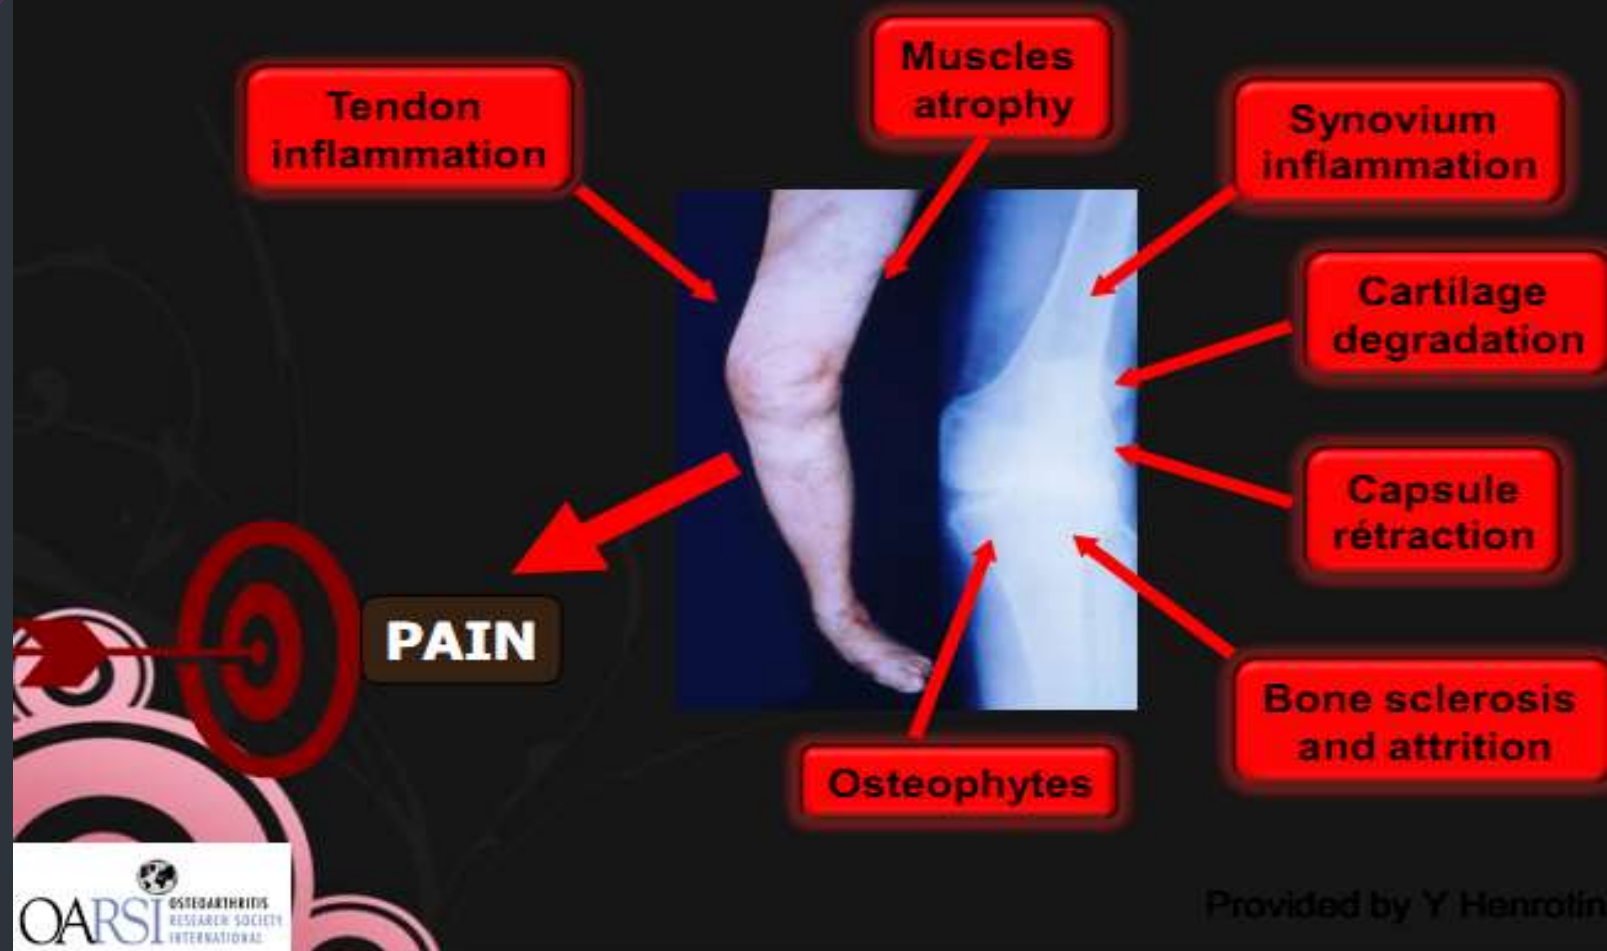 Muscles
atrophy
Tendon
inflammation
Synovium
inflammation
Cartilage
degradation
Capsule
rétraction
PAIN
Bone sclerosis
and attrition
Osteophytes
OARSI
OSTEOARTHRITIS
RESEARCH SOCIETY
INTERNATIONAL
Provided by Y Henrotin